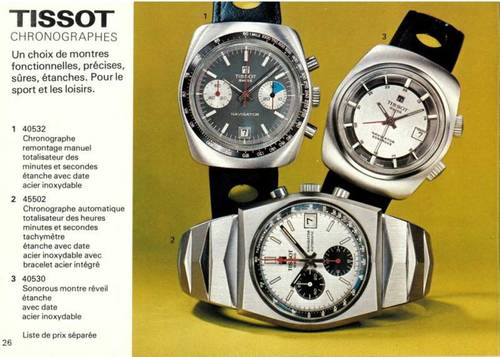 TISSOT
CHRONOGRAPHES
Un choix de montres
fonctionnelles, précises,
sûres, étanches. Pour le
sport et les loisirs.
1 40532
Chronographe
remontage manuel
totalisateur des
minutes et secondes
étanche avec date
acier inoxydable
2 45502
Chronographe automatique
totalisateur des heures
minutes et secondes
tachymètre
étanche avec date
acier inoxydable avec
bracelet acier intégré
3 40530
Sonorous montre réveil
étanche
avec date
acier inoxydable
Liste de prix séparée
26
1
TISSOT
NAVIGATOR
3
TISSOT
2
7
TISSOT